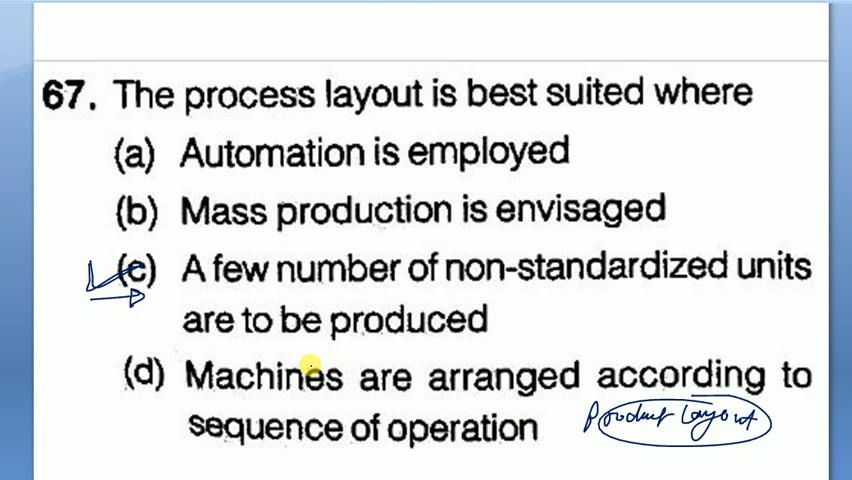 67. The process layout is best suited where
(a) Automation is employed
(b) Mass production is envisaged
(c) A few number of non-standardized units
are to be produced
(d) Machines are arranged according to
sequence of operation
Product Layout